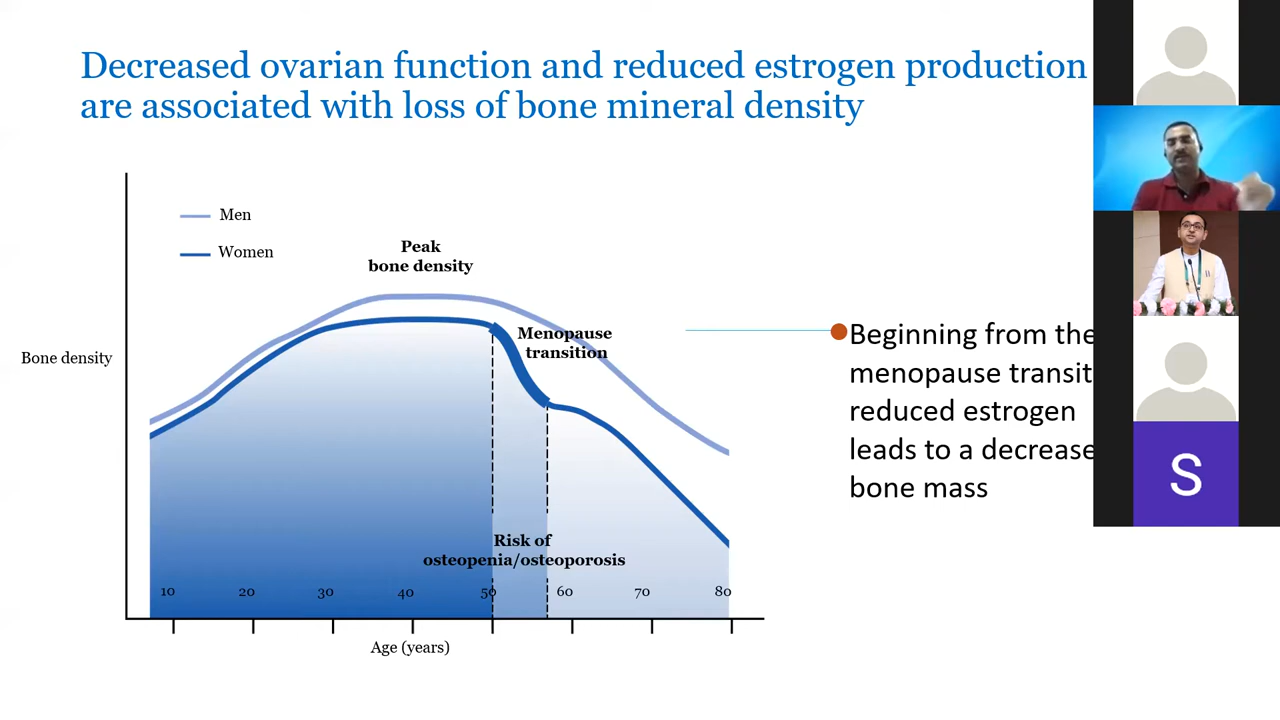 Decreased ovarian function and reduced estrogen production
are associated with loss of bone mineral density
Men
Women
Peak
bone density
Menopause
transition
Bone density
Risk of
osteopenia/osteoporosis
10 20 30 40 50 60 70 80
Age (years)
Beginning from the
menopause transit
reduced estrogen
leads to a decrease
bone mass
S